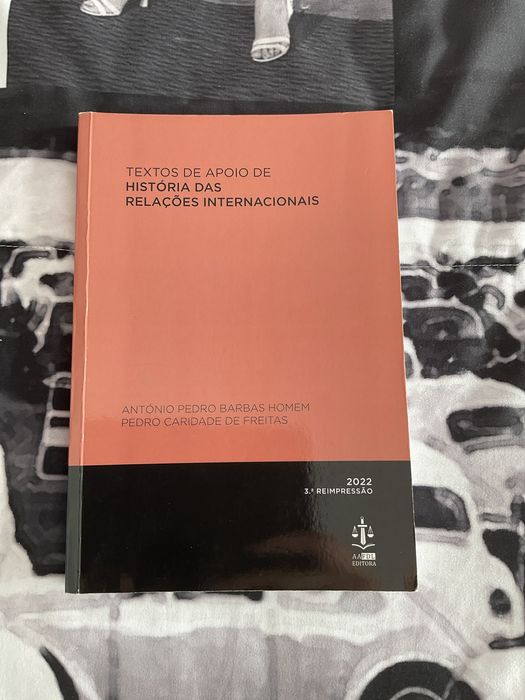 TEXTOS DE APOIO DE
HISTÓRIA DAS
RELAÇÕES INTERNACIONAIS
ANTÓNIO PEDRO BARBAS HOMEM
PEDRO CARIDADE DE FREITAS
2022
3.ª REIMPRESSÃO
AAFDL
EDITORA